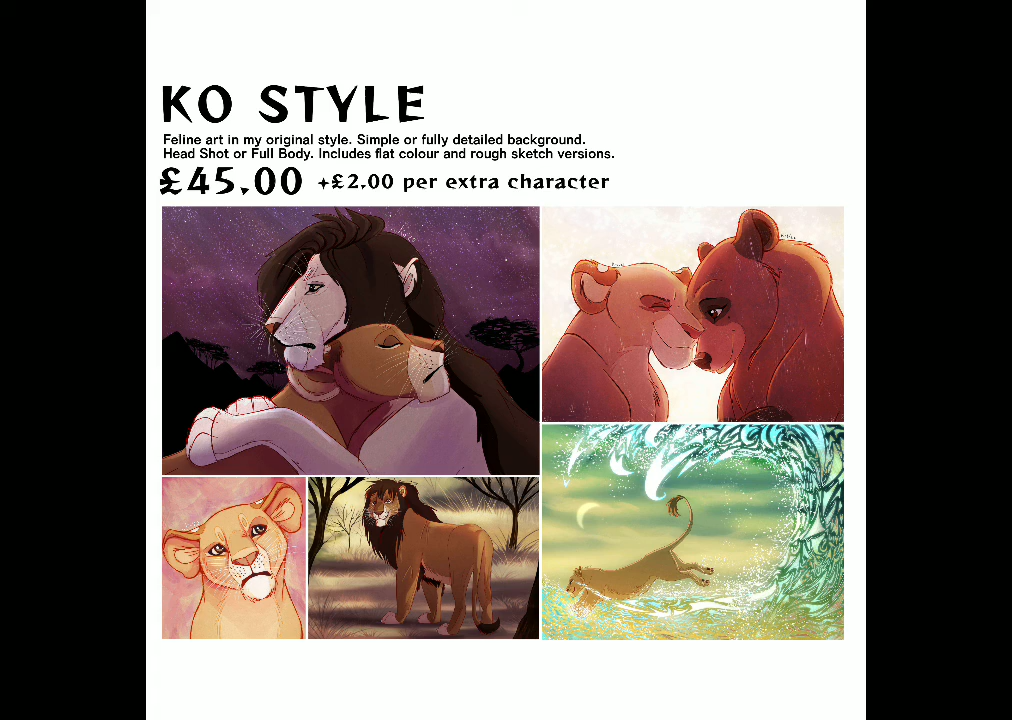 KO STYLE
Feline art in my original style. Simple or fully detailed background.
Head Shot or Full Body. Includes flat colour and rough sketch versions.
£45.00 +£2.00 per extra character